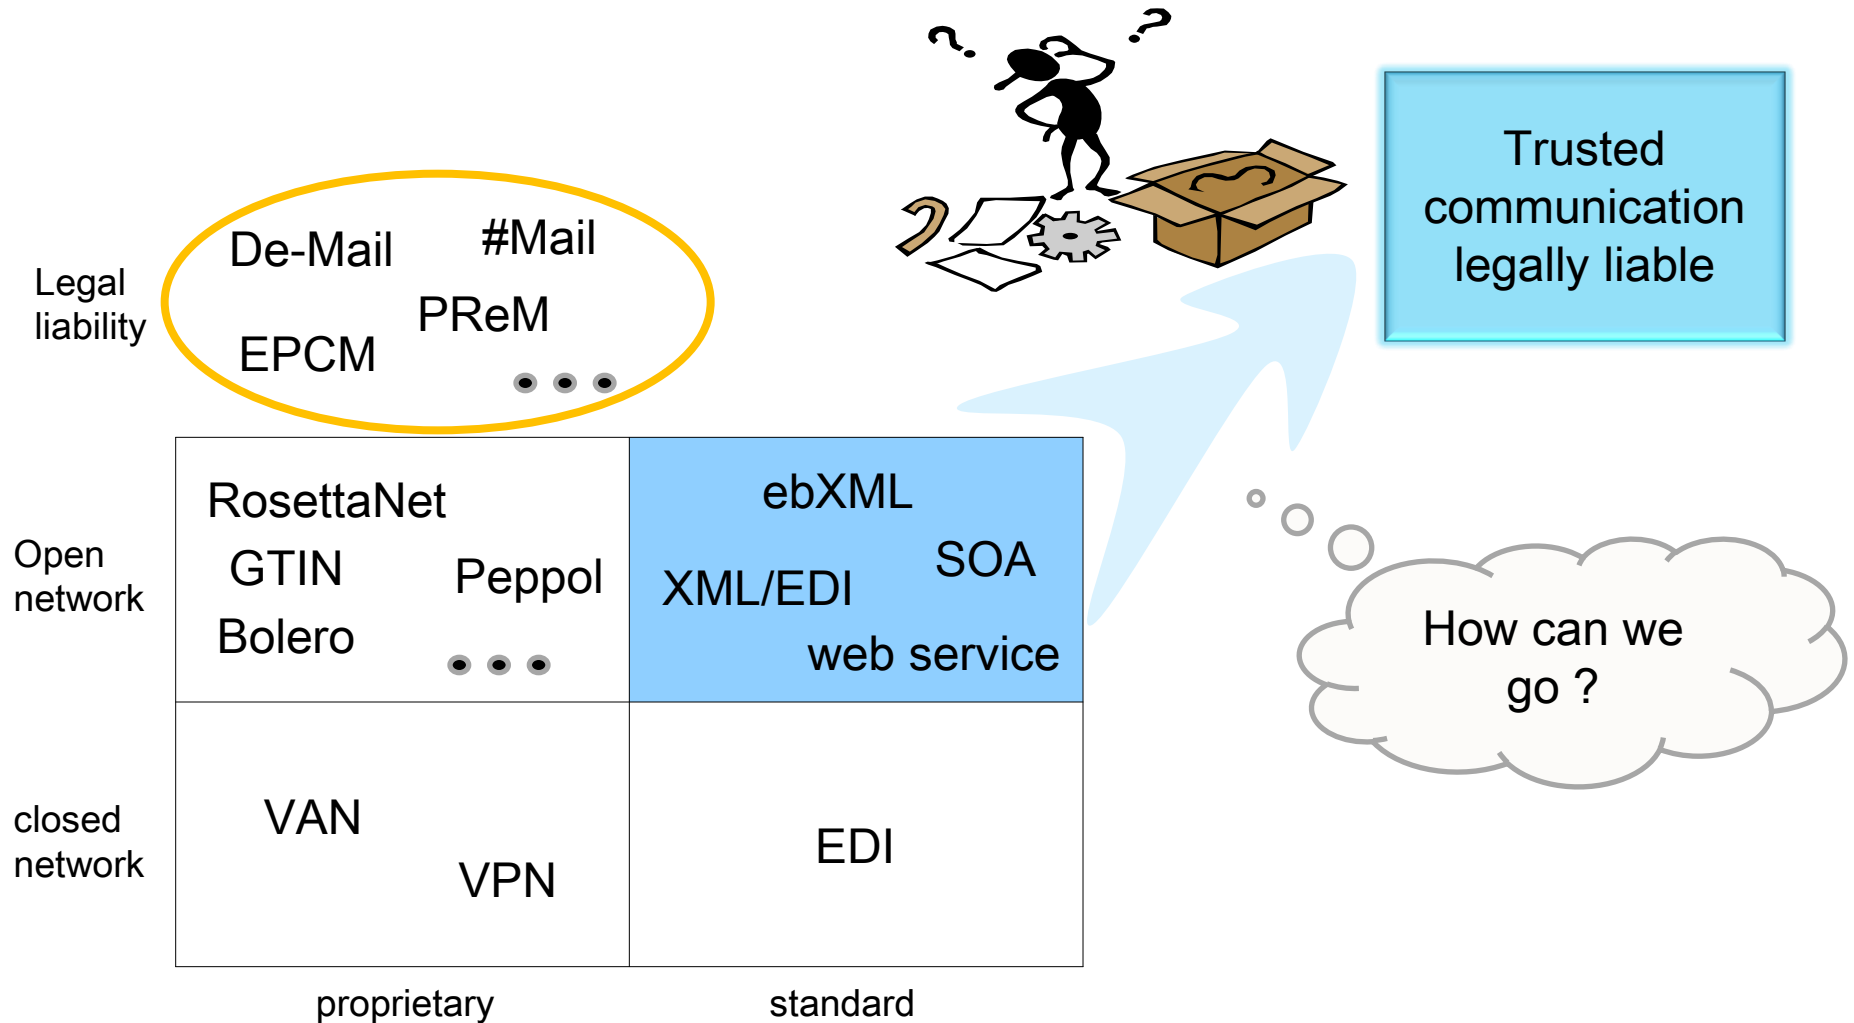 Trusted
communication
legally liable
De-Mail
#Mail
Legal
liability
PReM
EPCM
RosettaNet
ebXML
Open
network
GTIN
Peppol
XML/EDI
SOA
Bolero
web service
How can we
go ?
closed
network
VAN
VPN
EDI
proprietary
standard